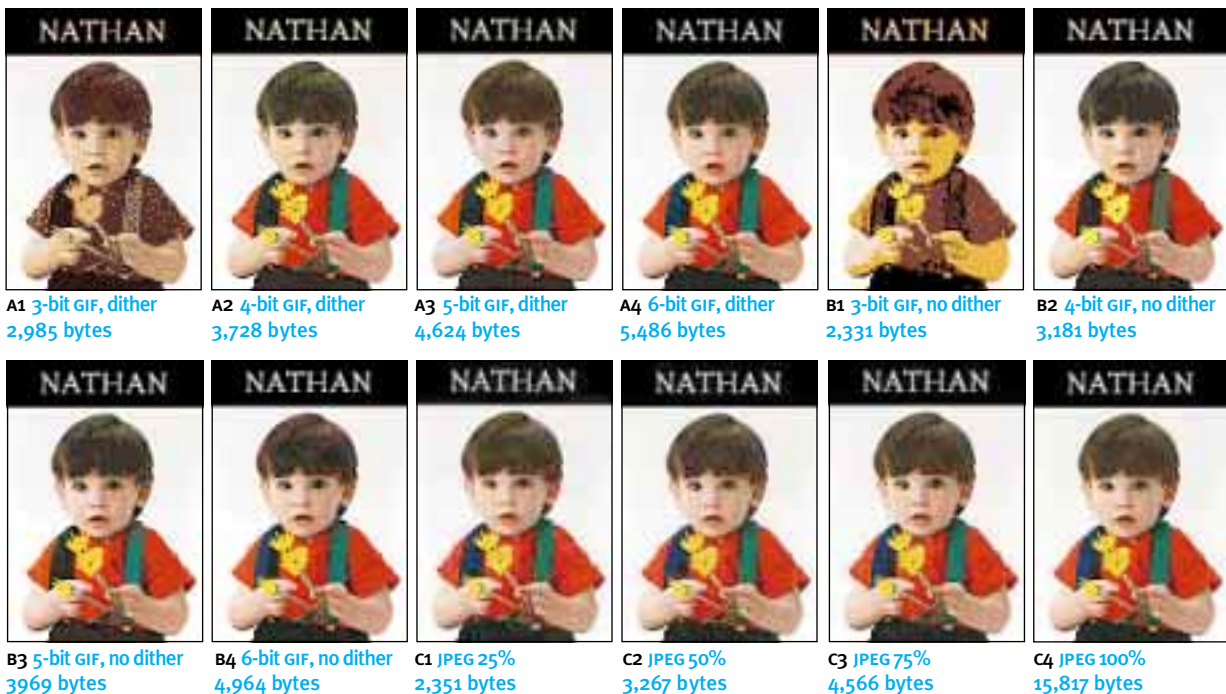 NATHAN
NATHAN
NATHAN
NATHAN
NATHAN
NATHAN
A1 3-bit GIF, dither
2,985 bytes
A2 4-bit GIF, dither
3,728 bytes
A3 5-bit GIF, dither
4,624 bytes
A4 6-bit GIF, dither
5,486 bytes
B1 3-bit GIF, no dither
2,331 bytes
B2 4-bit GIF, no dither
3,181 bytes
NATHAN
NATHAN
NATHAN
NATHAN
NATHAN
NATHAN
B3 5-bit GIF, no dither
3969 bytes
B4 6-bit GIF, no dither
4,964 bytes
C1 JPEG 25%
2,351 bytes
C2 JPEG 50%
3,267 bytes
C3 JPEG 75%
4,566 bytes
C4 JPEG 100%
15,817 bytes